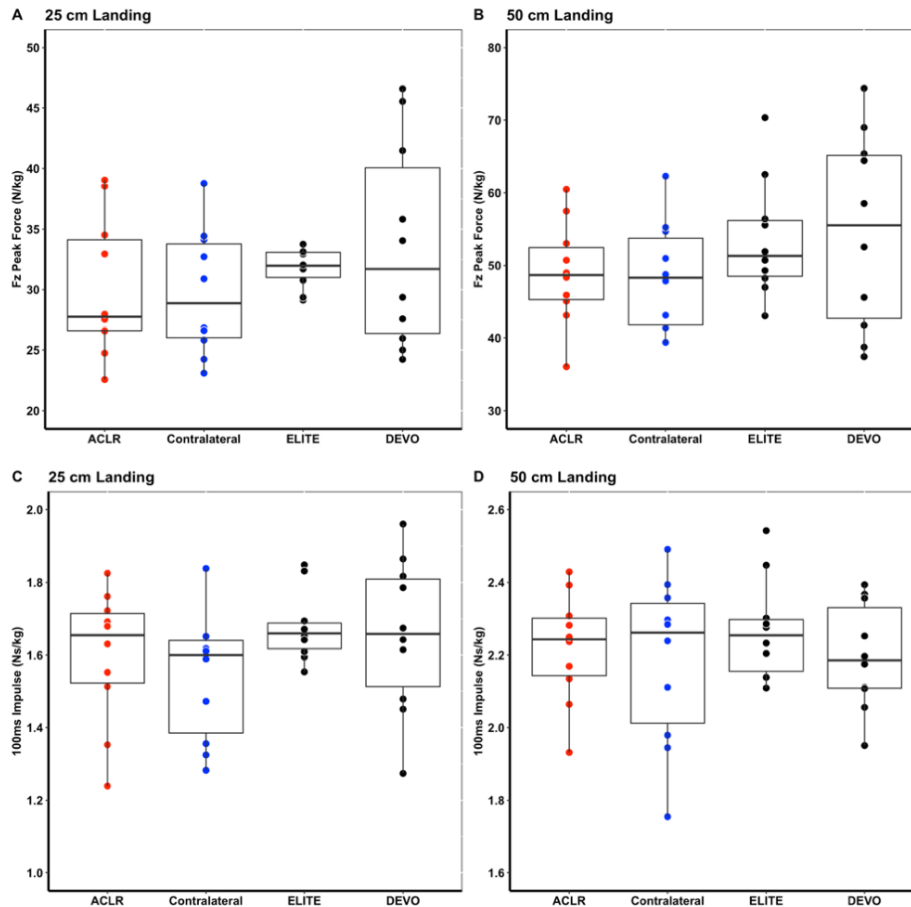 A 25 cm Landing
Fz Peak Force (N/kg)
50
45
40
35
30
25
20
ACLR Contralateral ELITE DEVO
B 50 cm Landing
Fz Peak Force (N/kg)
80
70
60
50
40
30
ACLR Contralateral ELITE DEVO
C 25 cm Landing
100ms Impulse (Ns/kg)
2.0
1.8
1.6
1.4
1.2
1.0
ACLR Contralateral ELITE DEVO
D 50 cm Landing
100ms Impulse (Ns/kg)
2.6
2.4
2.2
2.0
1.8
1.6
ACLR Contralateral ELITE DEVO